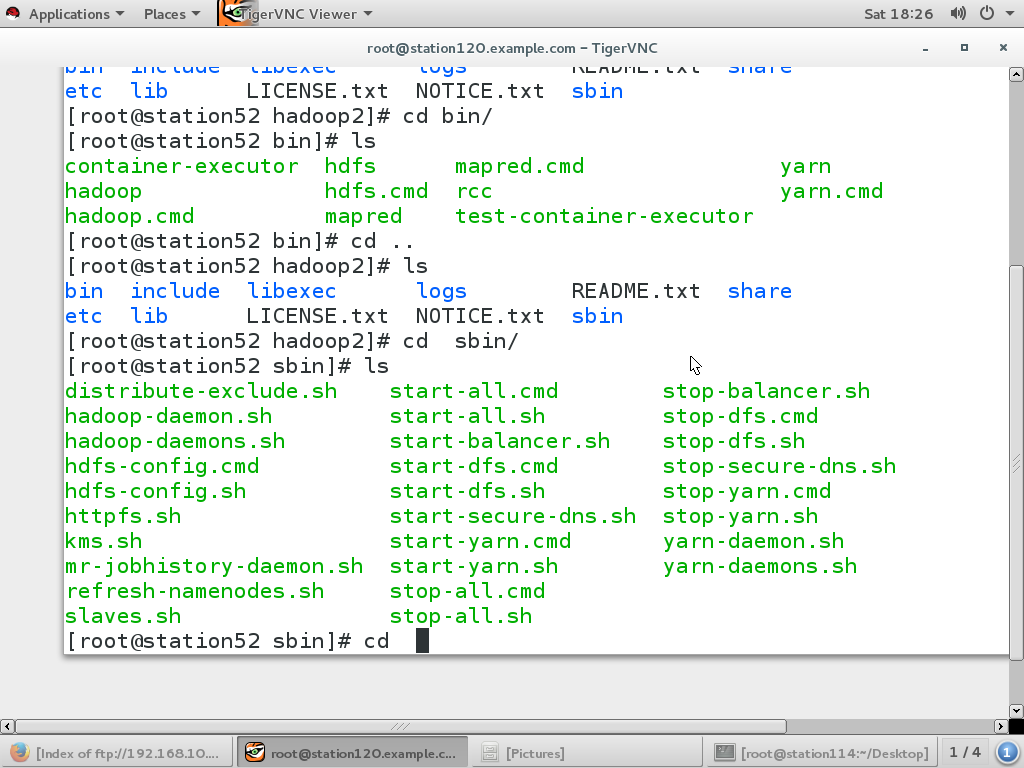 Applications Places TigerVNC Viewer Sat 18:26
root@station120.example.com – TigerVNC
bin include libexec logs README.txt share
etc lib LICENSE.txt NOTICE.txt sbin
[root@station52 hadoop2]# cd bin/
[root@station52 bin]# ls
container-executor hdfs mapred.cmd yarn
hadoop hdfs.cmd rcc yarn.cmd
hadoop.cmd mapred test-container-executor
[root@station52 bin]# cd ..
[root@station52 hadoop2]# ls
bin include libexec logs README.txt share
etc lib LICENSE.txt NOTICE.txt sbin
[root@station52 hadoop2]# cd  sbin/
[root@station52 sbin]# ls
distribute-exclude.sh start-all.cmd stop-balancer.sh
hadoop-daemon.sh start-all.sh stop-dfs.cmd
hadoop-daemons.sh start-balancer.sh stop-dfs.sh
hdfs-config.cmd start-dfs.cmd stop-secure-dns.sh
hdfs-config.sh start-dfs.sh stop-yarn.cmd
httpfs.sh start-secure-dns.sh stop-yarn.sh
kms.sh start-yarn.cmd yarn-daemon.sh
mr-jobhistory-daemon.sh start-yarn.sh yarn-daemons.sh
refresh-namenodes.sh stop-all.cmd
slaves.sh stop-all.sh
[root@station52 sbin]# cd
[Index of ftp://192.168.10.... root@station120.example.c... [Pictures] [root@station114:~/Desktop] 1 / 4 1